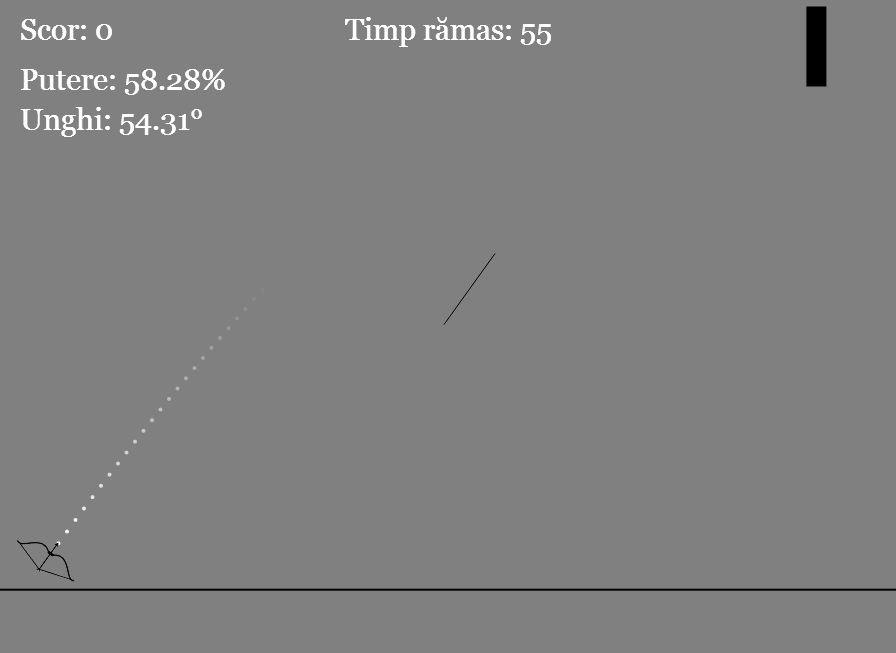 Scor: 0
Timp rămas: 55
Putere: 58.28%
Unghi: 54.31°